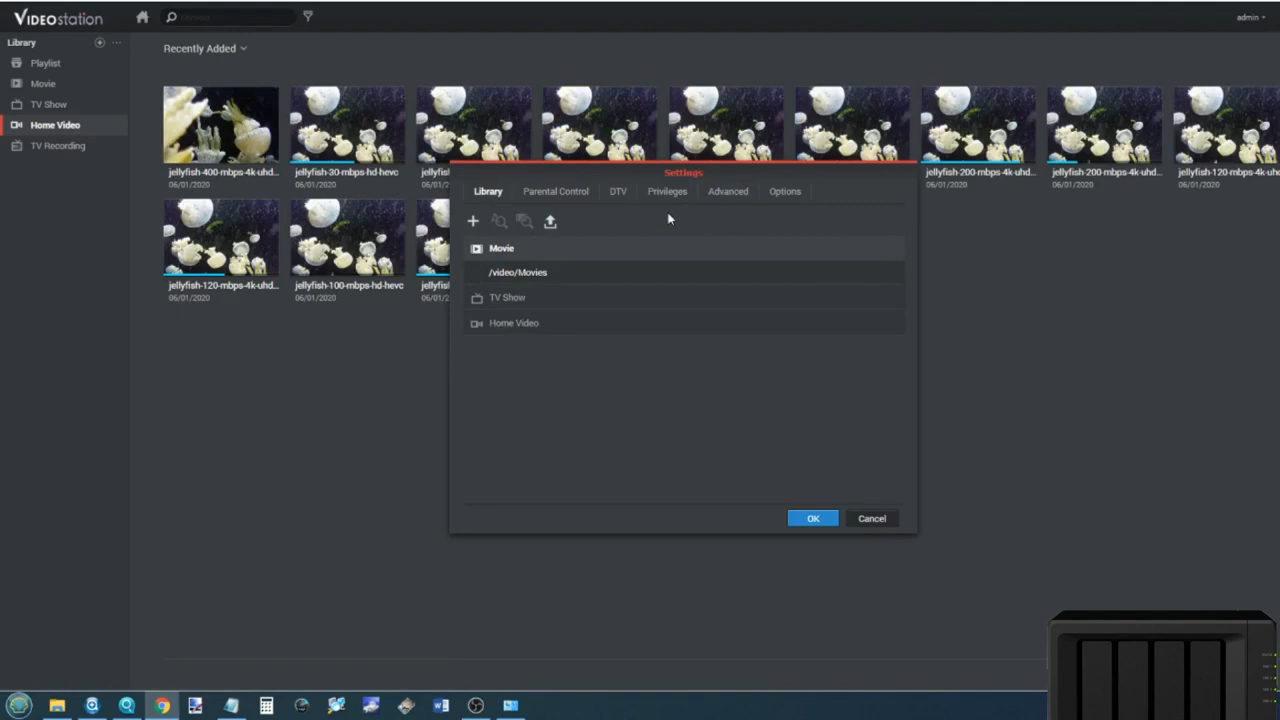 VIDEOstation
admin
Library
Playlist
Movie
TV Show
Home Video
TV Recording
Recently Added
jellyfish-400-mbps-4k-uhd...
06/01/2020
jellyfish-30-mbps-hd-hevc
06/01/2020
jellyfish-200-mbps-4k-uhd...
06/01/2020
jellyfish-200-mbps-4k-uhd...
06/01/2020
jellyfish-120-mbps-4k-uhd...
06/01/2020
jellyfish-120-mbps-4k-uhd...
06/01/2020
jellyfish-100-mbps-hd-hevc
06/01/2020
Settings
Library
Parental Control
DTV
Privileges
Advanced
Options
Movie
/video/Movies
TV Show
Home Video
OK
Cancel